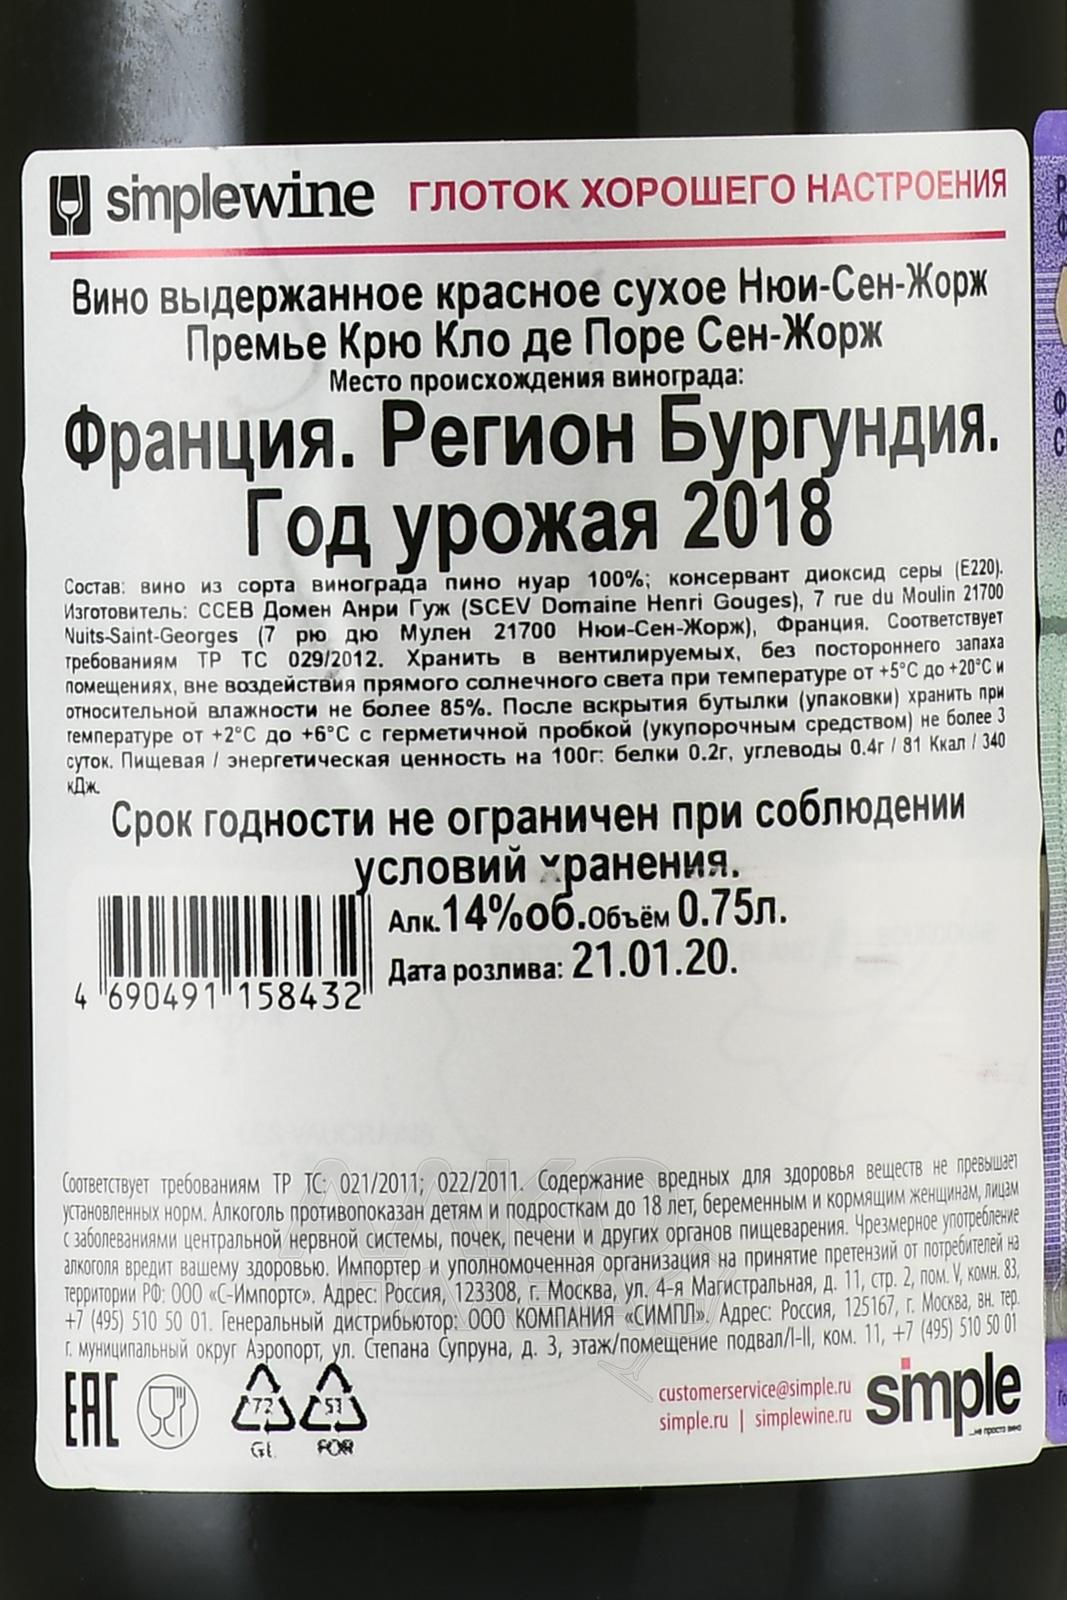 simplewine ГЛОТОК ХОРОШЕГО НАСТРОЕНИЯ
Вино выдержанное красное сухое Нюи-Сен-Жорж
Премье Крю Кло де Поре Сен-Жорж
Место происхождения винограда:
Франция. Регион Бургундия.
Год урожая 2018
Состав: вино из сорта винограда пино нуар 100%; консервант диоксид серы (Е220).
Изготовитель: ССЕВ Домен Анри Гуж (SCEV Domaine Henri Gouges), 7 rue du Moulin 21700
Nuits-Saint-Georges (7 рю дю Мулен 21700 Нюи-Сен-Жорж), Франция. Соответствует
требованиям ТР ТС 029/2012. Хранить в вентилируемых, без постороннего запаха
помещениях, вне воздействия прямого солнечного света при температуре от +5°С до +20°С и
относительной влажности не более 85%. После вскрытия бутылки (упаковки) хранить при
температуре от +2°С до +6°С с герметичной пробкой (укупорочным средством) не более 3
суток. Пищевая / энергетическая ценность на 100г: белки 0.2г, углеводы 0.4г / 81 Ккал / 340
кДж.
Срок годности не ограничен при соблюдении
условий хранения.
Алк.14%об.Объём 0.75л.
Дата розлива: 21.01.20.
4 690491 158432
Соответствует требованиям ТР ТС: 021/2011; 022/2011. Содержание вредных для здоровья веществ не превышает
установленных норм. Алкоголь противопоказан детям и подросткам до 18 лет, беременным и кормящим женщинам, лицам
с заболеваниями центральной нервной системы, почек, печени и других органов пищеварения. Чрезмерное употребление
алкоголя вредит вашему здоровью. Импортер и уполномоченная организация на принятие претензий от потребителей на
территории РФ: ООО «С-Импортс». Адрес: Россия, 123308, г. Москва, ул. 4-я Магистральная, д. 11, стр. 2, пом. V, комн. 83,
+7 (495) 510 50 01. Генеральный дистрибьютор: ООО КОМПАНИЯ «СИМПЛ». Адрес: Россия, 125167, г. Москва, вн. тер.
г. муниципальный округ Аэропорт, ул. Степана Супруна, д. 3, этаж/помещение подвал/I-II, ком. 11, +7 (495) 510 50 01
EAC
72 51
GL FOR
customerservice@simple.ru
simple.ru | simplewine.ru
simple
...не просто вино